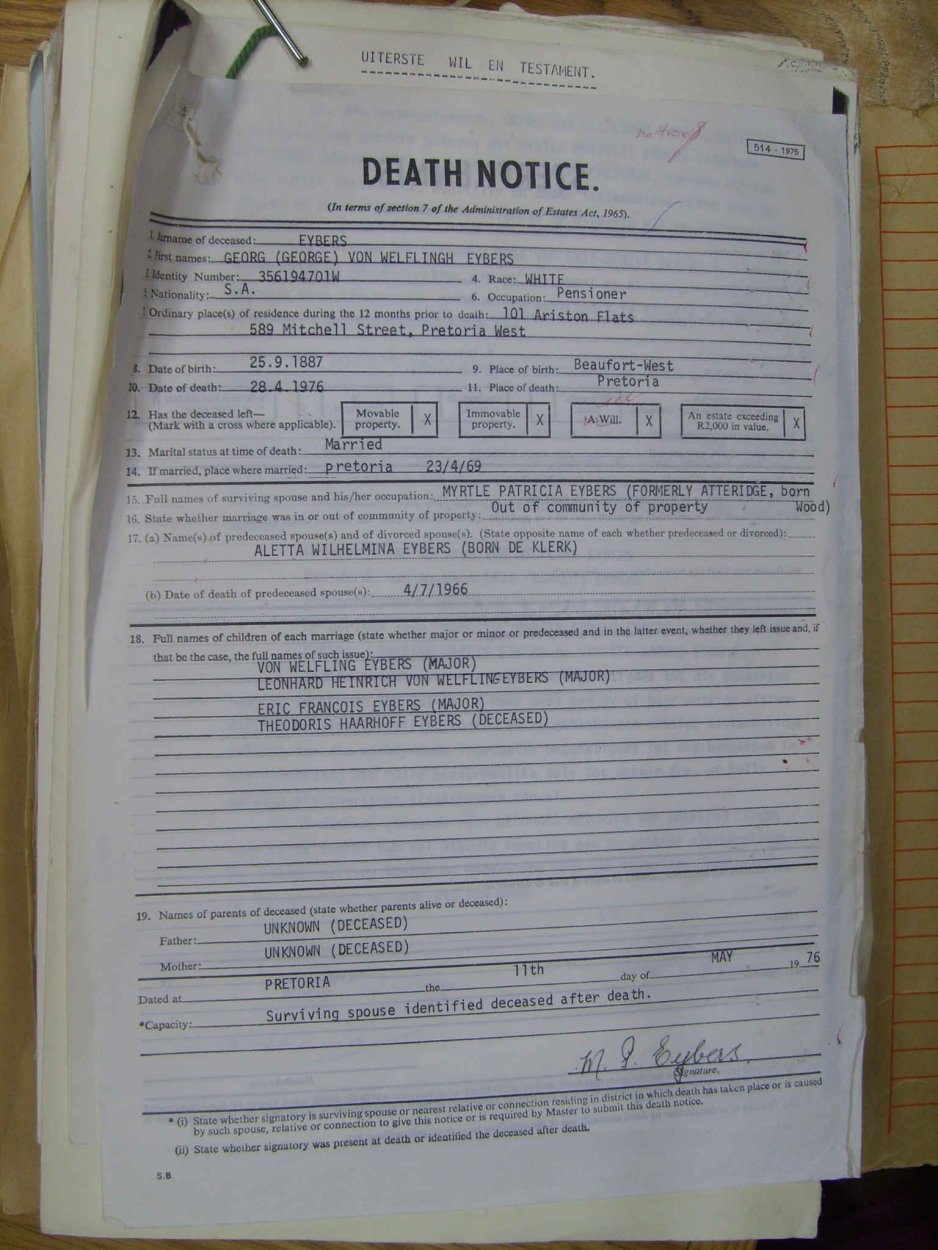 UITERSTE WIL EN TESTAMENT.
514 - 1975
DEATH NOTICE.
(In terms of section 7 of the Administration of Estates Act, 1965).
1. Surname of deceased: EYBERS
2. First names: GEORG (GEORGE) VON WELFLINGH EYBERS
3. Identity Number: 356194701W 4. Race: WHITE
Nationality: S.A. 6. Occupation: Pensioner
Ordinary place(s) of residence during the 12 months prior to death: 101 Ariston Flats
589 Mitchell Street, Pretoria West
8. Date of birth: 25.9.1887 9. Place of birth: Beaufort-West
10. Date of death: 28.4.1976 11. Place of death: Pretoria
12. Has the deceased left— Movable property. X Immovable property. X A Will. X An estate exceeding R2,000 in value. X
(Mark with a cross where applicable).
13. Marital status at time of death: Married
14. If married, place where married: pretoria 23/4/69
15. Full names of surviving spouse and his/her occupation: MYRTLE PATRICIA EYBERS (FORMERLY ATTERIDGE, born
Wood)
16. State whether marriage was in or out of community of property: Out of community of property
17. (a) Name(s) of predeceased spouse(s) and of divorced spouse(s). (State opposite name of each whether predeceased or divorced):
ALETTA WILHELMINA EYBERS (BORN DE KLERK)
(b) Date of death of predeceased spouse(s): 4/7/1966
18. Full names of children of each marriage (state whether major or minor or predeceased and in the latter event, whether they left issue and, if
that be the case, the full names of such issue):
VON WELFLING EYBERS (MAJOR)
LEONHARD HEINRICH VON WELFLINGEYBERS (MAJOR)
ERIC FRANCOIS EYBERS (MAJOR)
THEODORIS HAARHOFF EYBERS (DECEASED)
19. Names of parents of deceased (state whether parents alive or deceased):
Father: UNKNOWN (DECEASED)
Mother: UNKNOWN (DECEASED)
Dated at PRETORIA the 11th day of MAY 19 76
*Capacity: Surviving spouse identified deceased after death.
M. P. Eybers.
Signature.
* (i) State whether signatory is surviving spouse or nearest relative or connection residing in district in which death has taken place or is caused
by such spouse, relative or connection to give this notice or is required by Master to submit this death notice.
(ii) State whether signatory was present at death or identified the deceased after death.
S.B.